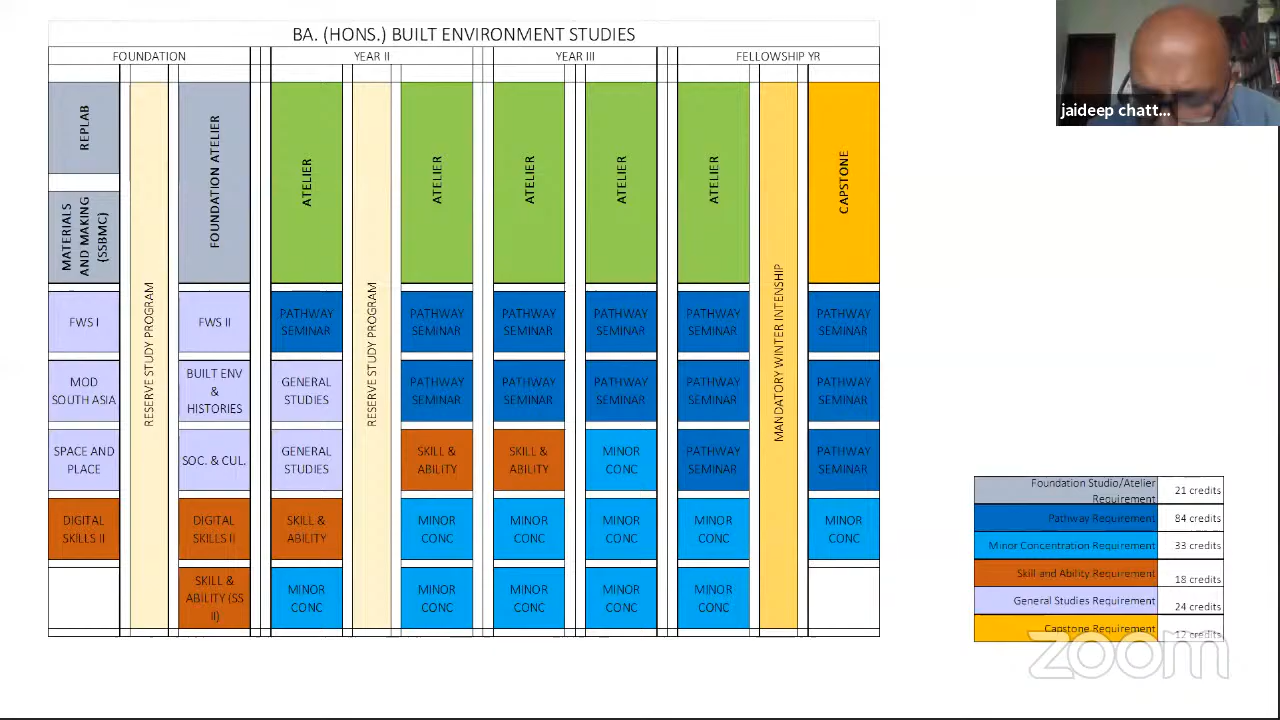 BA. (HONS.) BUILT ENVIRONMENT STUDIES
FOUNDATION
YEAR II
YEAR III
FELLOWSHIP YR
REPLAB
MATERIALS
AND MAKING
(SSBMC)
FWS I
MOD
SOUTH ASIA
SPACE AND
PLACE
DIGITAL
SKILLS II
RESERVE STUDY PROGRAM
FOUNDATION ATELIER
FWS II
BUILT ENV
&
HISTORIES
SOC. & CUL.
DIGITAL
SKILLS II
SKILL &
ABILITY (SS
II)
ATELIER
PATHWAY
SEMINAR
GENERAL
STUDIES
GENERAL
STUDIES
SKILL &
ABILITY
MINOR
CONC
RESERVE STUDY PROGRAM
ATELIER
PATHWAY
SEMINAR
PATHWAY
SEMINAR
SKILL &
ABILITY
MINOR
CONC
MINOR
CONC
ATELIER
PATHWAY
SEMINAR
PATHWAY
SEMINAR
SKILL &
ABILITY
MINOR
CONC
MINOR
CONC
ATELIER
PATHWAY
SEMINAR
PATHWAY
SEMINAR
MINOR
CONC
MINOR
CONC
MINOR
CONC
ATELIER
PATHWAY
SEMINAR
PATHWAY
SEMINAR
PATHWAY
SEMINAR
MINOR
CONC
MINOR
CONC
MANDATORY WINTER INTENSHIP
CAPSTONE
PATHWAY
SEMINAR
PATHWAY
SEMINAR
PATHWAY
SEMINAR
MINOR
CONC
jaideep chatt...
Foundation Studio/Atelier
Requirement
21 credits
Pathway Requirement
84 credits
Minor Concentration Requirement
33 credits
Skill and Ability Requirement
18 credits
General Studies Requirement
24 credits
Capstone Requirement
12 credits
zoom